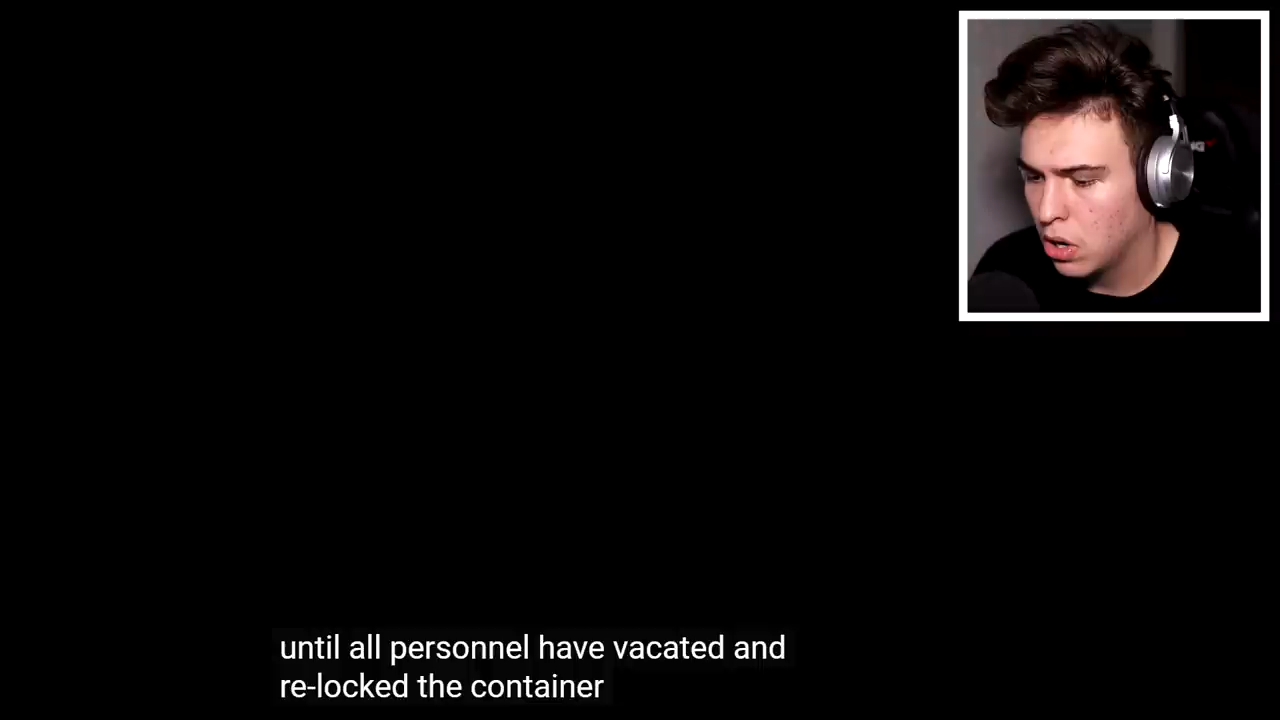 until all personnel have vacated and
re-locked the container